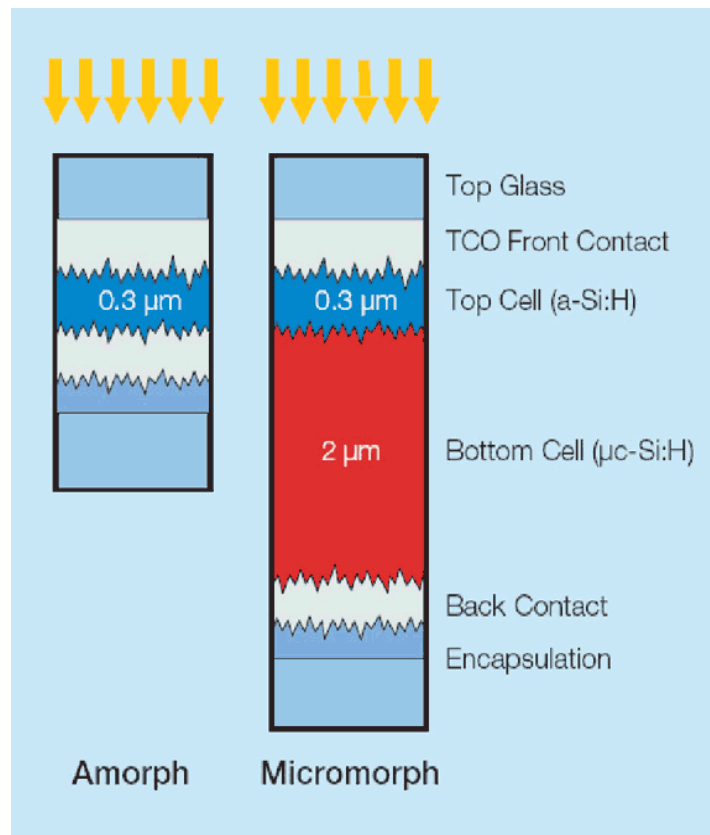 Top Glass
TCO Front Contact
0.3 µm
0.3 µm
Top Cell (a-Si:H)
2 µm
Bottom Cell (µc-Si:H)
Back Contact
Encapsulation
Amorph
Micromorph